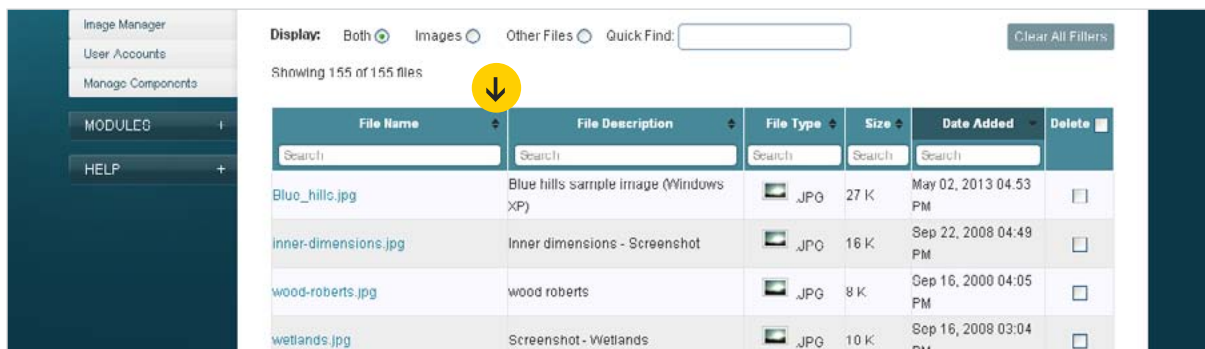 Image Manager
User Accounts
Manage Components
MODULES +
HELP +
Display: Both Images Other Files Quick Find: Clear All Filters
Showing 155 of 155 files
File Name File Description File Type Size Date Added Delete
Search Search Search Search Search
Blue_hills.jpg Blue hills sample image (Windows XP) .JPG 27 K May 02, 2013 04:53 PM
inner-dimensions.jpg Inner dimensions - Screenshot .JPG 16 K Sep 22, 2008 04:49 PM
wood-roberts.jpg wood roberts .JPG 8 K Sep 16, 2008 04:05 PM
wetlands.jpg Screenshot - Wetlands .JPG 10 K Sep 16, 2008 03:04